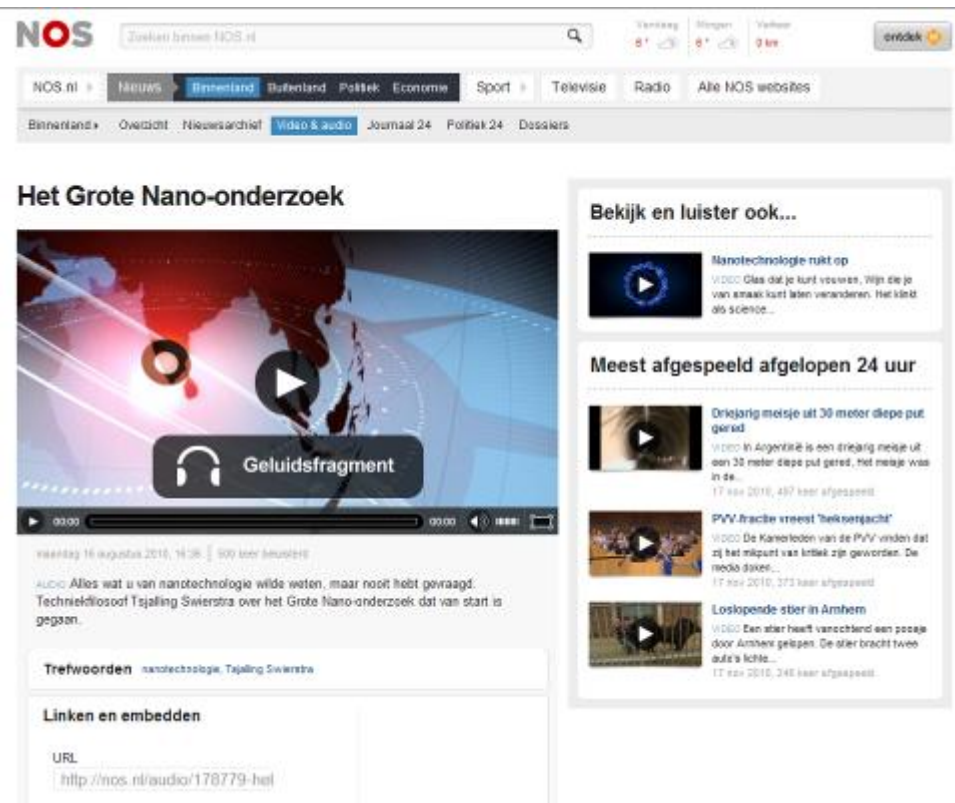 NOS
Zoeken binnen NOS.nl
Vandaag
Morgen
Verkeer
6°
6°
0 km
ontdek
NOS.nl
Nieuws
Binnenland
Buitenland
Politiek
Economie
Sport
Televisie
Radio
Alle NOS websites
Binnenland
Overzicht
Nieuwsarchief
Video & audio
Journaal 24
Politiek 24
Dossiers
Het Grote Nano-onderzoek
Geluidsfragment
00:00
00:00
maandag 16 augustus 2010, 16:36 | 500 keer beluisterd
AUDIO Alles wat u van nanotechnologie wilde weten, maar nooit hebt gevraagd.
Techniekfilosoof Tsjalling Swierstra over het Grote Nano-onderzoek dat van start is
gegaan.
Trefwoorden nanotechnologie, Tsjalling Swierstra
Linken en embedden
URL
http://nos.nl/audio/178779-het
Bekijk en luister ook...
Nanotechnologie rukt op
VIDEO Glas dat je kunt vouwen, Wijn die je
van smaak kunt laten veranderen. Het klinkt
als science...
Meest afgespeeld afgelopen 24 uur
Driejarig meisje uit 30 meter diepe put
gered
VIDEO In Argentinië is een driejarig meisje uit
een 30 meter diepe put gered, Het meisje was
in de...
17 nov 2010, 497 keer afgespeeld
PVV-fractie vreest 'heksenjacht'
VIDEO De Kamerleden van de PVV vinden dat
zij het mikpunt van kritiek zijn geworden. De
media doken...
17 nov 2010, 373 keer afgespeeld
Loslopende stier in Arnhem
VIDEO Een stier heeft vanochtend een poosje
door Arnhem gelopen. De stier bracht twee
auto's lichte...
17 nov 2010, 248 keer afgespeeld